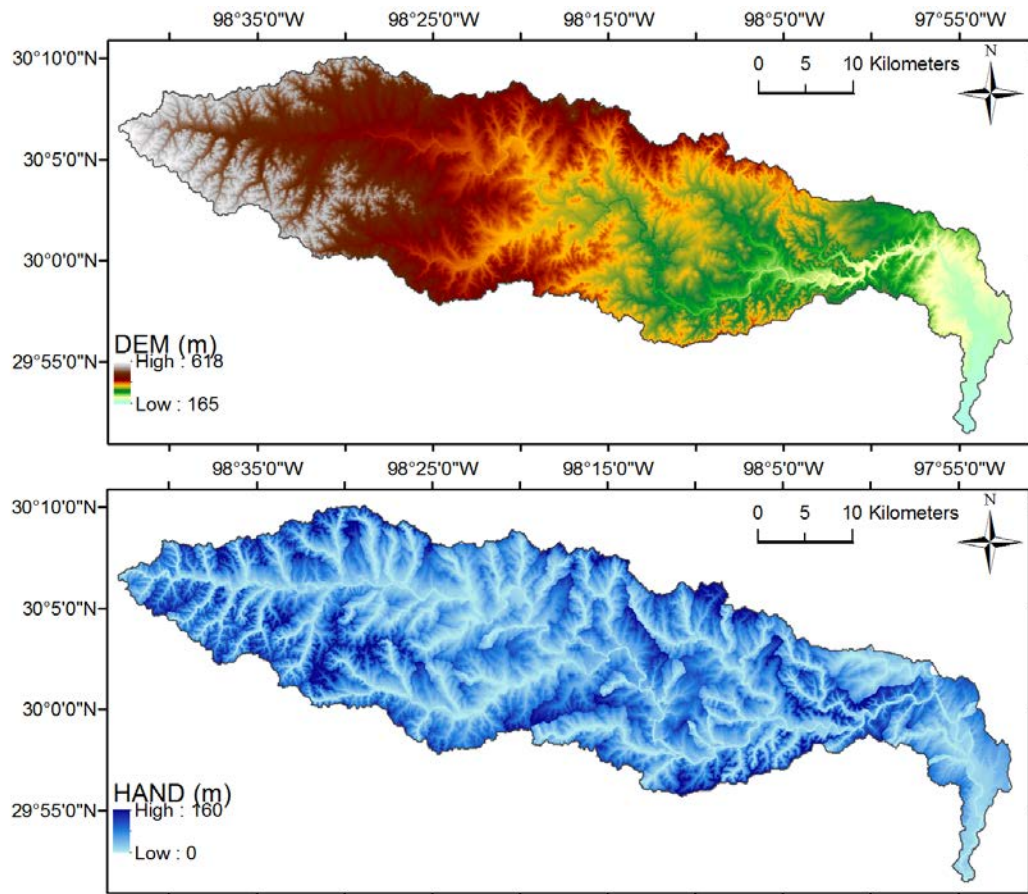 98°35'0"W 98°25'0"W 98°15'0"W 98°5'0"W 97°55'0"W
30°10'0"N
0 5 10 Kilometers
N
30°5'0"N
30°0'0"N
29°55'0"N
DEM (m)
High : 618
Low : 165
98°35'0"W 98°25'0"W 98°15'0"W 98°5'0"W 97°55'0"W
30°10'0"N
0 5 10 Kilometers
N
30°5'0"N
30°0'0"N
29°55'0"N
HAND (m)
High : 160
Low : 0